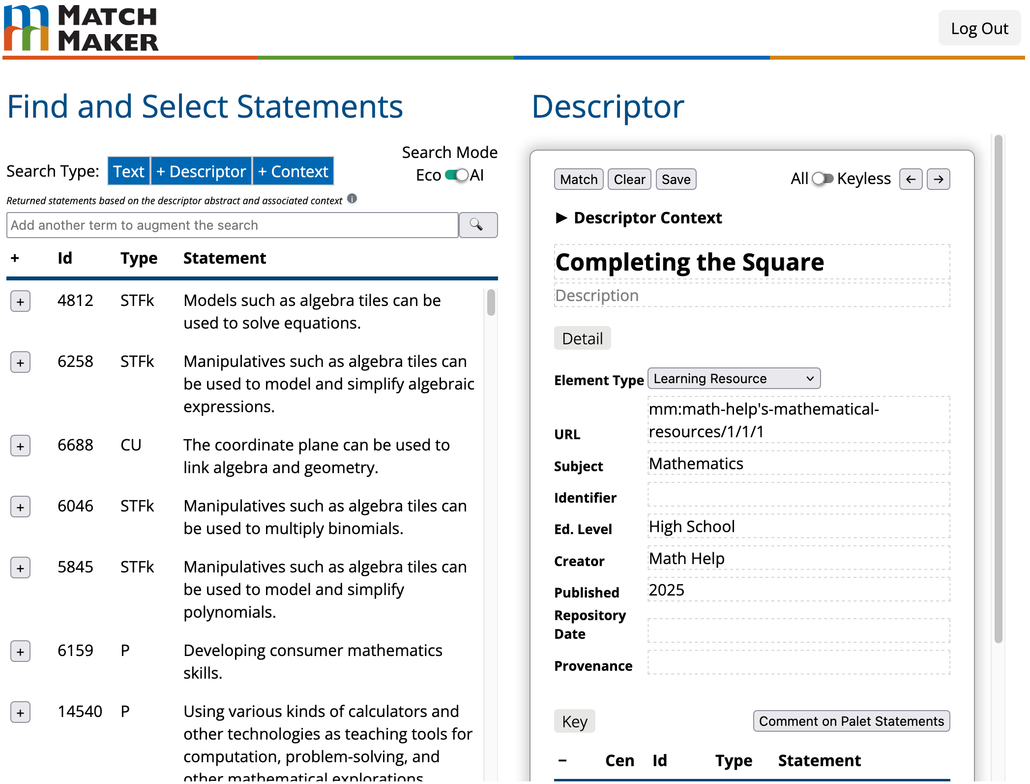 MATCH
MAKER
Log Out
Find and Select Statements
Search Type: Text + Descriptor + Context
Search Mode
Eco AI
Returned statements based on the descriptor abstract and associated context
Add another term to augment the search
+ Id Type Statement
+ 4812 STFk Models such as algebra tiles can be
used to solve equations.
+ 6258 STFk Manipulatives such as algebra tiles can
be used to model and simplify algebraic
expressions.
+ 6688 CU The coordinate plane can be used to
link algebra and geometry.
+ 6046 STFk Manipulatives such as algebra tiles can
be used to multiply binomials.
+ 5845 STFk Manipulatives such as algebra tiles can
be used to model and simplify
polynomials.
+ 6159 P Developing consumer mathematics
skills.
+ 14540 P Using various kinds of calculators and
other technologies as teaching tools for
computation, problem-solving, and
other mathematical explorations
Descriptor
Match Clear Save All Keyless ← →
▶ Descriptor Context
Completing the Square
Description
Detail
Element Type Learning Resource
URL mm:math-help's-mathematical-
resources/1/1/1
Subject Mathematics
Identifier
Ed. Level High School
Creator Math Help
Published 2025
Repository
Date
Provenance
Key Comment on Palet Statements
− Cen Id Type Statement